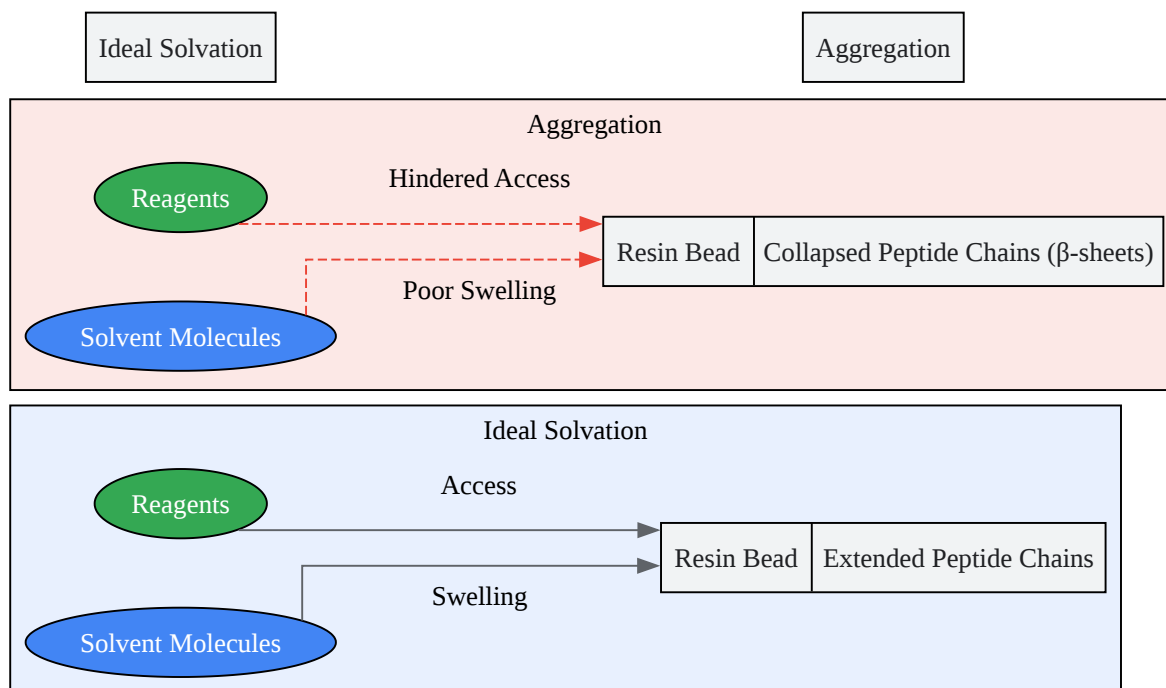 Ideal Solvation
Aggregation
Aggregation
Reagents
Hindered Access
Resin Bead
Collapsed Peptide Chains (β-sheets)
Poor Swelling
Solvent Molecules
Ideal Solvation
Reagents
Access
Resin Bead
Extended Peptide Chains
Swelling
Solvent Molecules